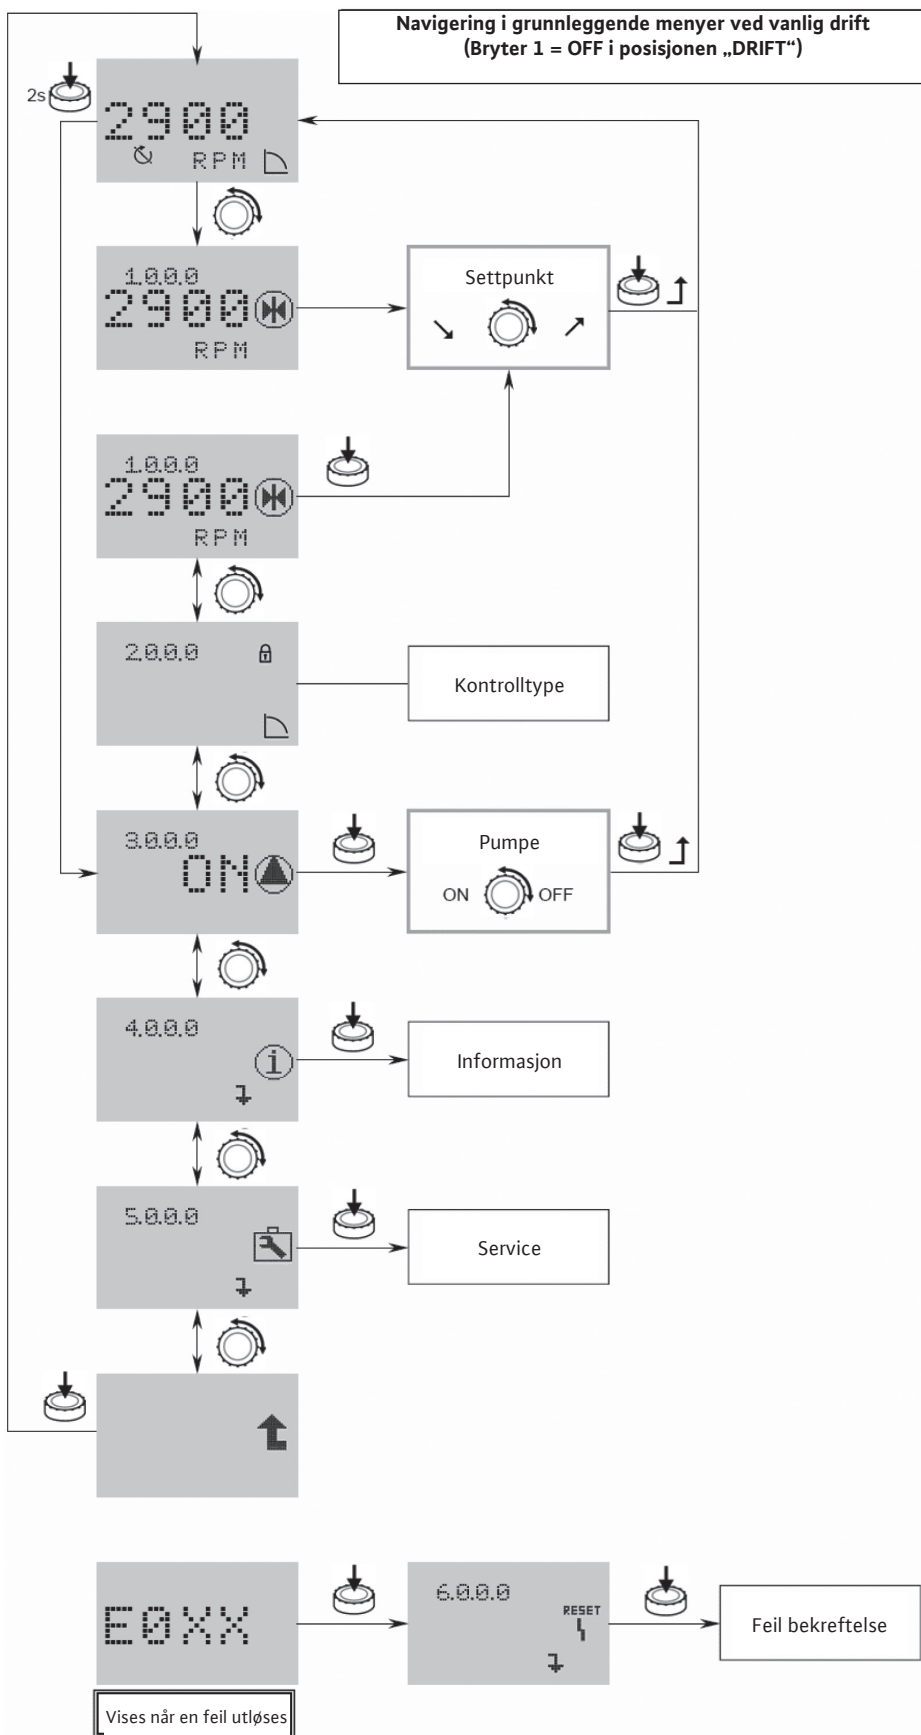 Navigering i grunnleggende menyer ved vanlig drift
(Bryter 1 = OFF i posisjonen „DRIFT“)
2s
2900
RPM
1.0.0.0
2900
RPM
Settpunkt
1.0.0.0
2900
RPM
2.0.0.0
Kontrolltype
3.0.0.0
ON
Pumpe
ON OFF
4.0.0.0
i
Informasjon
5.0.0.0
Service
E0XX
6.0.0.0
RESET
Feil bekreftelse
Vises når en feil utløses